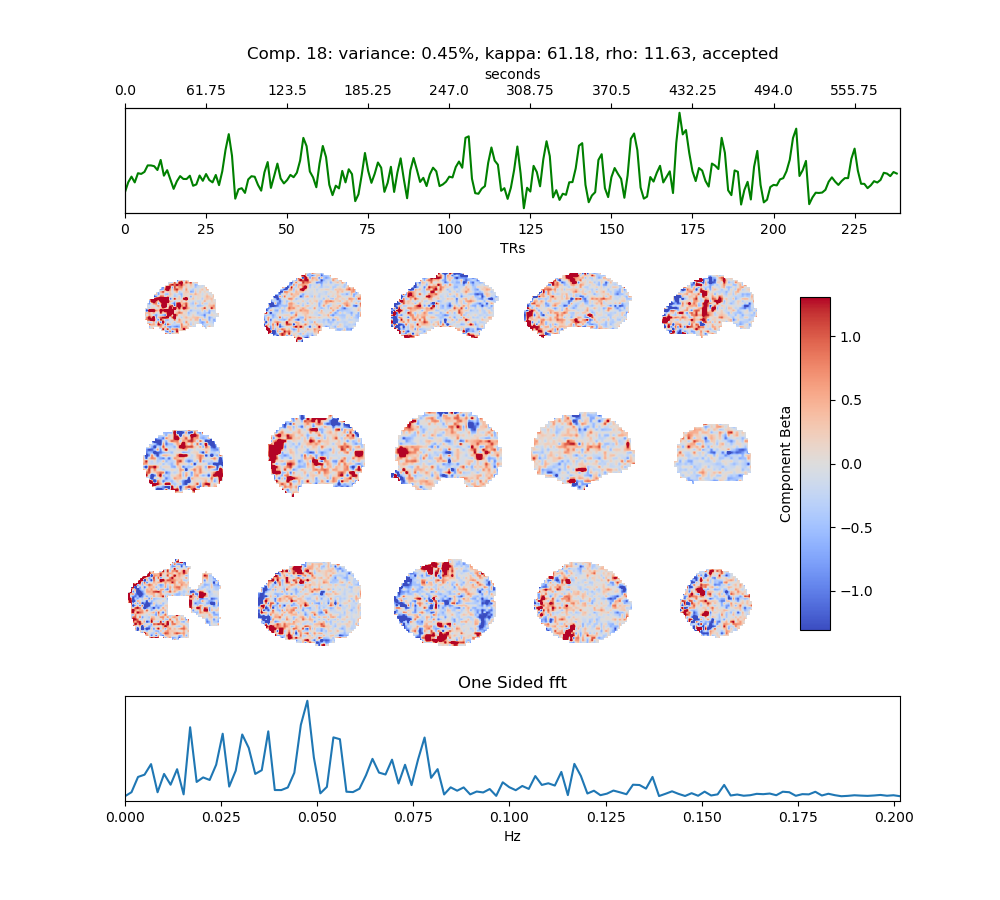 Comp. 18: variance: 0.45%, kappa: 61.18, rho: 11.63, accepted
seconds
0.0 61.75 123.5 185.25 247.0 308.75 370.5 432.25 494.0 555.75
0 25 50 75 100 125 150 175 200 225
TRs
1.0
0.5
0.0
−0.5
−1.0
Component Beta
One Sided fft
0.000 0.025 0.050 0.075 0.100 0.125 0.150 0.175 0.200
Hz